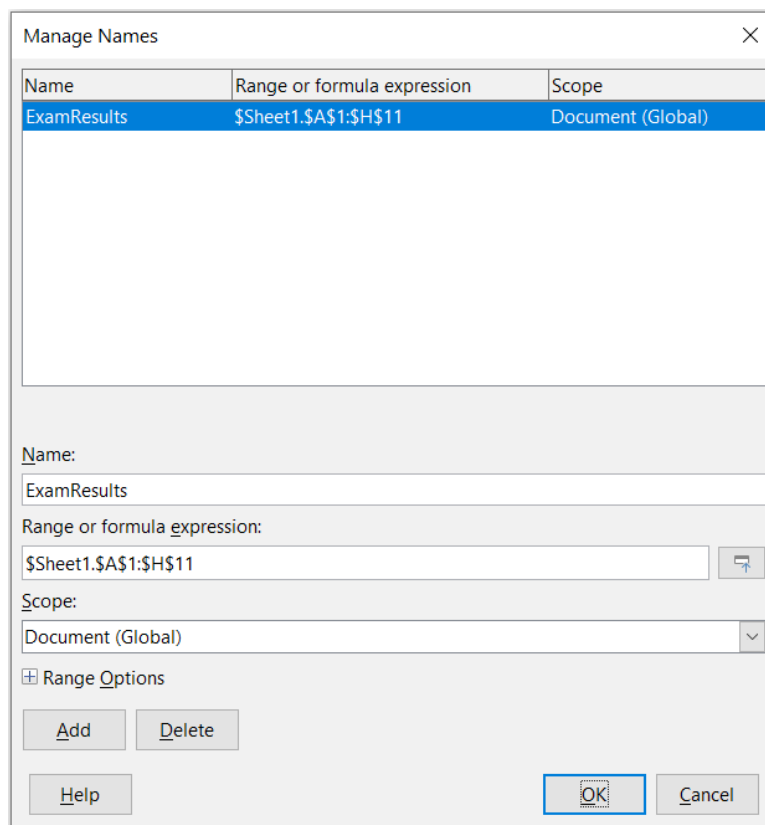 Manage Names
Name Range or formula expression Scope
ExamResults $Sheet1.$A$1:$H$11 Document (Global)
Name:
ExamResults
Range or formula expression:
$Sheet1.$A$1:$H$11
Scope:
Document (Global)
Range Options
Add Delete
Help OK Cancel